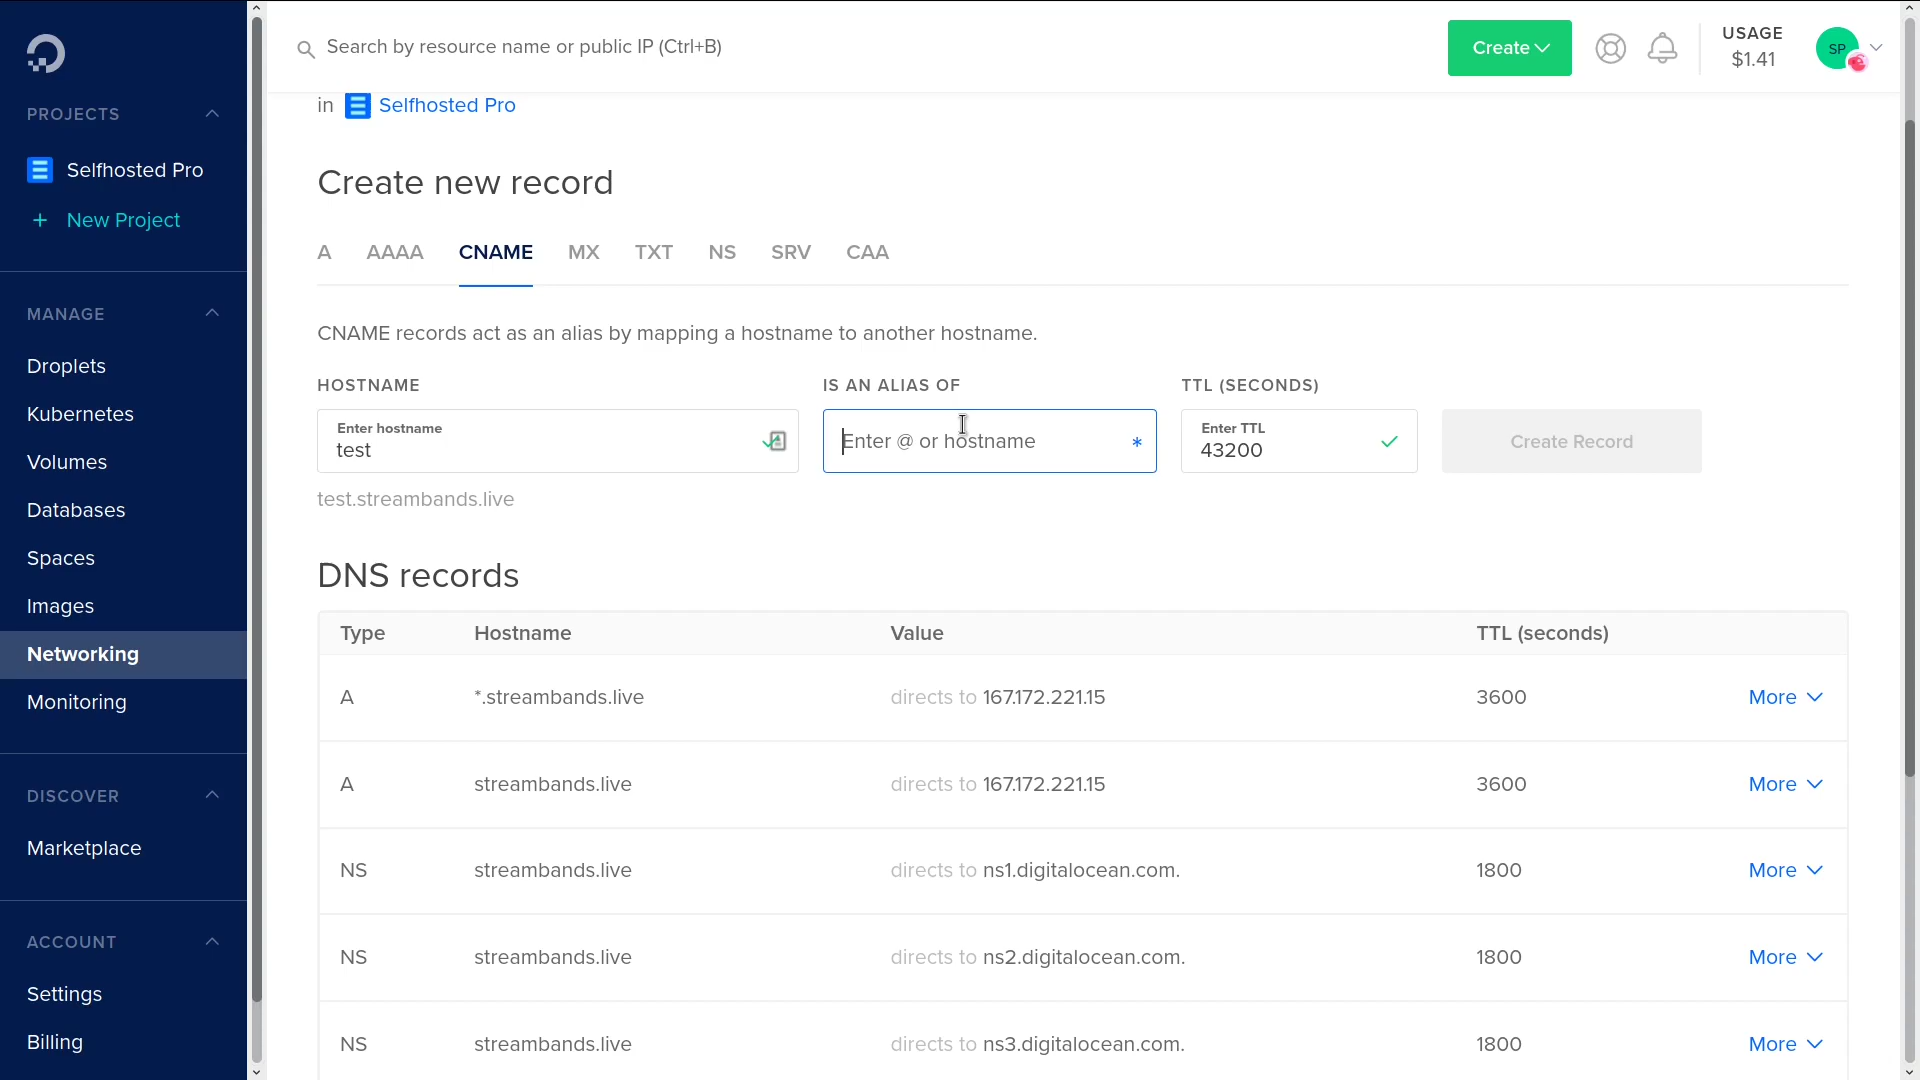 Search by resource name or public IP (Ctrl+B)
Create
USAGE
$1.41
SP
PROJECTS
Selfhosted Pro
+ New Project
MANAGE
Droplets
Kubernetes
Volumes
Databases
Spaces
Images
Networking
Monitoring
DISCOVER
Marketplace
ACCOUNT
Settings
Billing
in Selfhosted Pro
Create new record
A AAAA CNAME MX TXT NS SRV CAA
CNAME records act as an alias by mapping a hostname to another hostname.
HOSTNAME IS AN ALIAS OF TTL (SECONDS)
Enter hostname
test
Enter @ or hostname *
Enter TTL
43200
Create Record
test.streambands.live
DNS records
Type Hostname Value TTL (seconds)
A *.streambands.live directs to 167.172.221.15 3600 More
A streambands.live directs to 167.172.221.15 3600 More
NS streambands.live directs to ns1.digitalocean.com. 1800 More
NS streambands.live directs to ns2.digitalocean.com. 1800 More
NS streambands.live directs to ns3.digitalocean.com. 1800 More